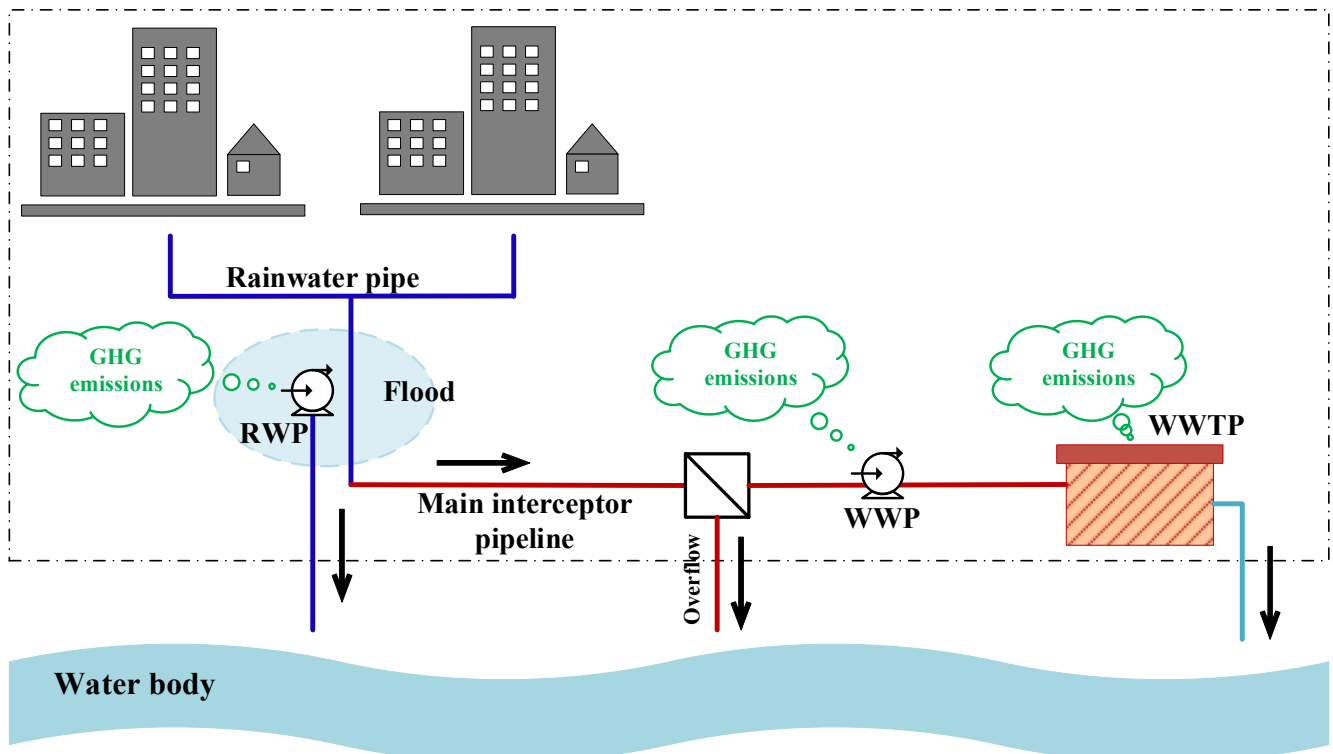 Rainwater pipe
GHG
emissions
Flood
RWP
GHG
emissions
GHG
emissions
WWTP
Main interceptor
pipeline
WWP
Overflow
Water body